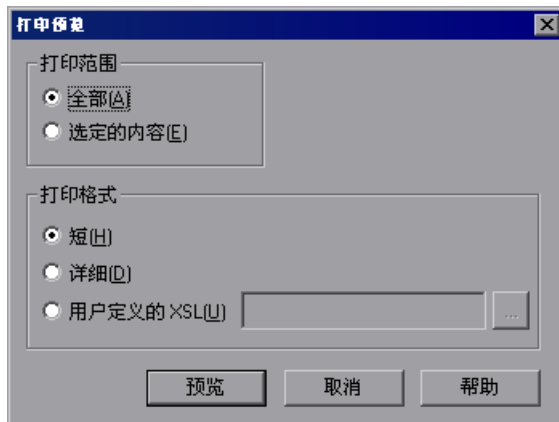 打印预览
打印范围
全部(A)
选定的内容(E)
打印格式
短(H)
详细(D)
用户定义的 XSL(U)
...
预览
取消
帮助